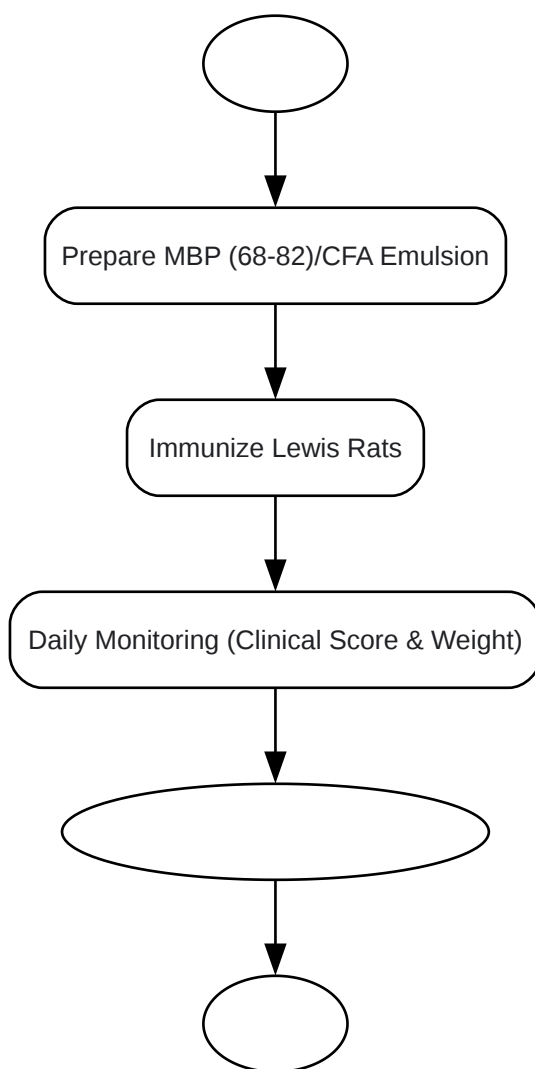 Prepare MBP (68-82)/CFA Emulsion
Immunize Lewis Rats
Daily Monitoring (Clinical Score & Weight)